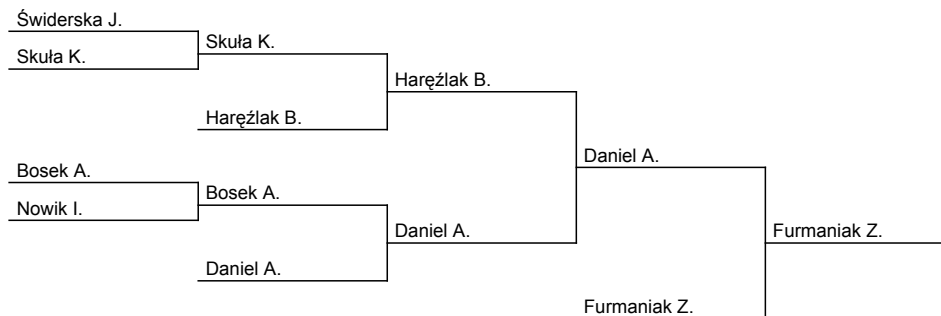 Świderska J.
Skuła K.
Skuła K.
Haręźlak B.
Haręźlak B.
Daniel A.
Bosek A.
Bosek A.
Nowik I.
Daniel A.
Furmaniak Z.
Daniel A.
Furmaniak Z.